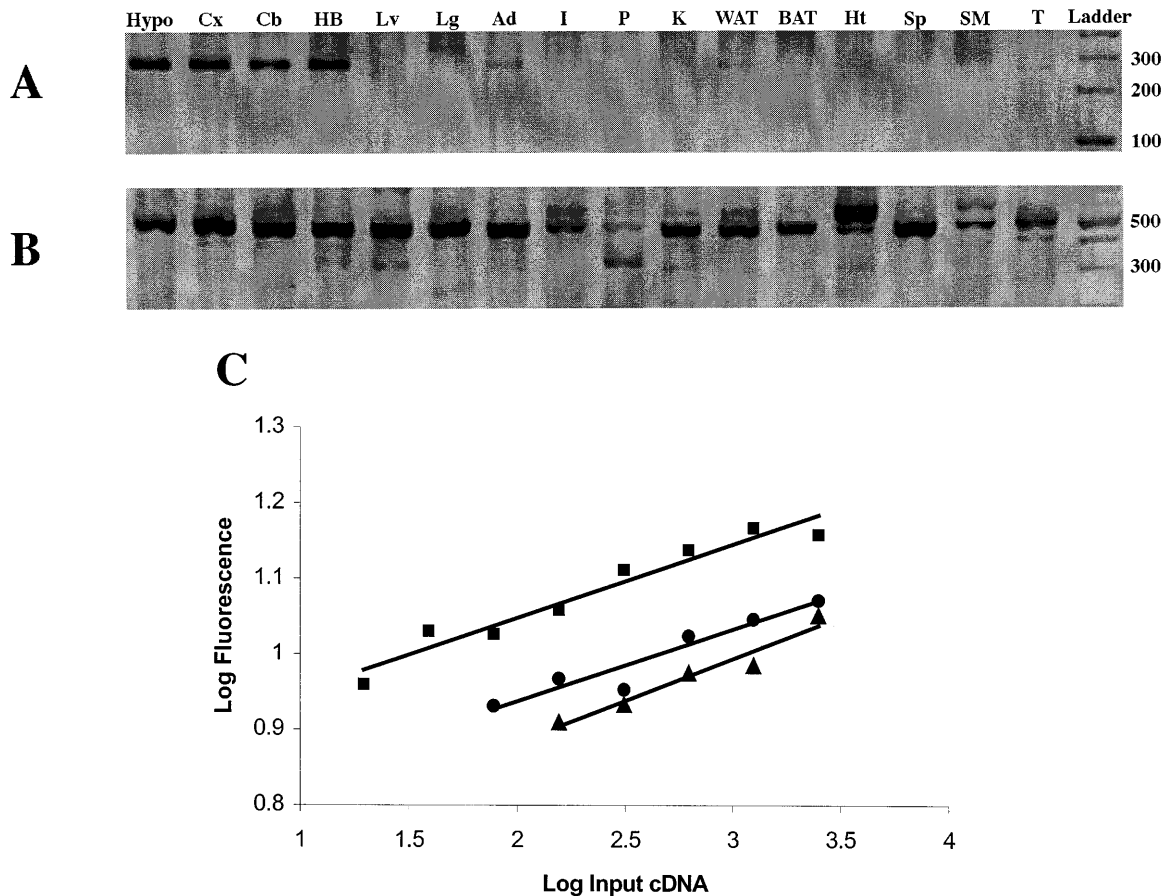 Hypo Cx Cb HB Lv Lg Ad I P K WAT BAT Ht Sp SM T Ladder
A
300
200
100
B
500
300
C
1.3
1.2
1.1
1
0.9
0.8
Log Fluorescence
1 1.5 2 2.5 3 3.5 4
Log Input cDNA